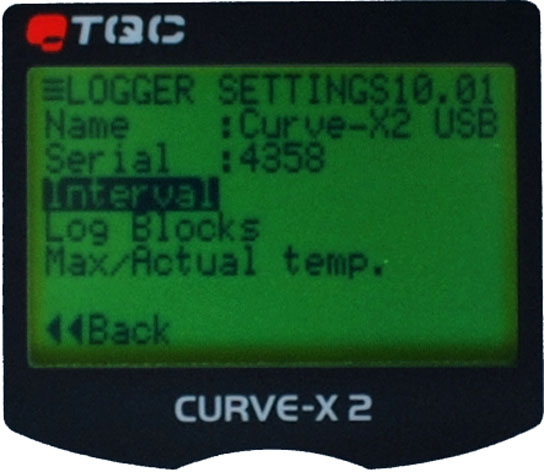 TQC
≡LOGGER SETTINGS10.01
Name :Curve-X2 USB
Serial :4358
Interval
Log Blocks
Max/Actual temp.
◀◀Back
CURVE-X 2